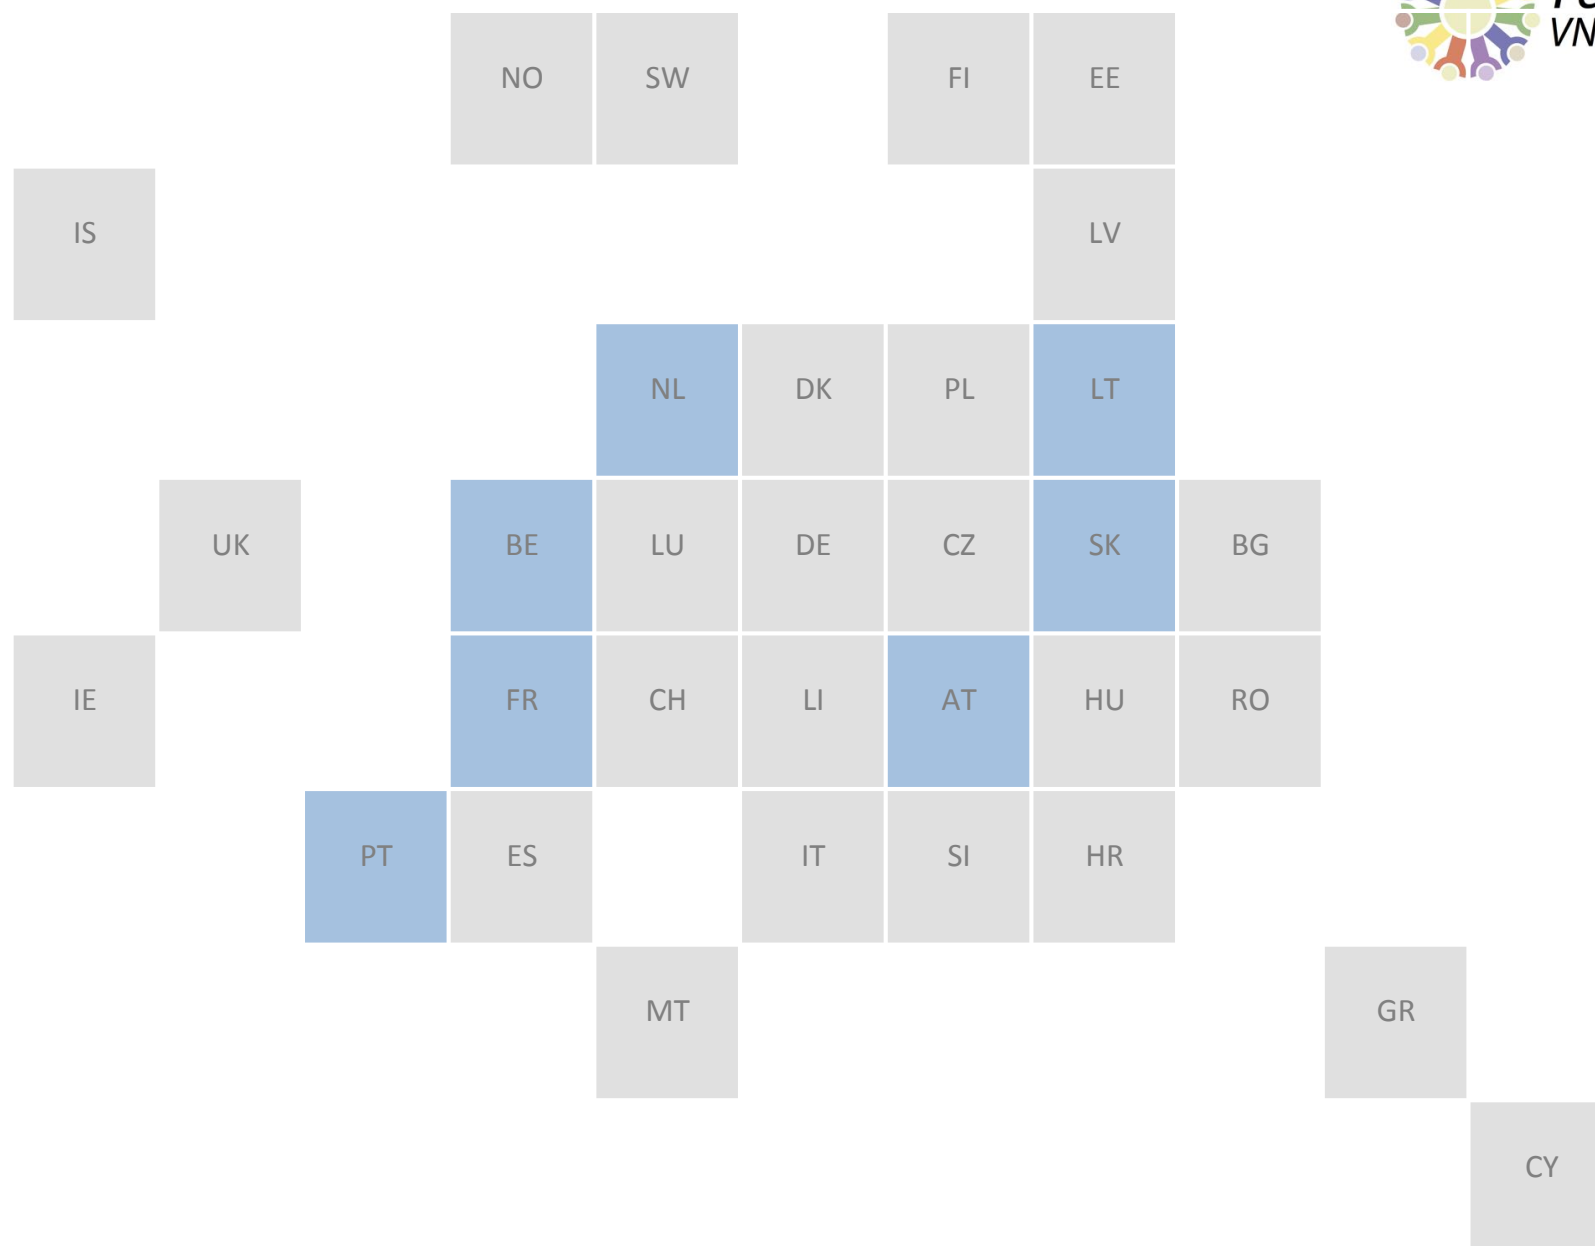 NO SW FI EE
VN
IS LV
NL DK PL LT
UK BE LU DE CZ SK BG
IE FR CH LI AT HU RO
PT ES IT SI HR
MT GR
CY